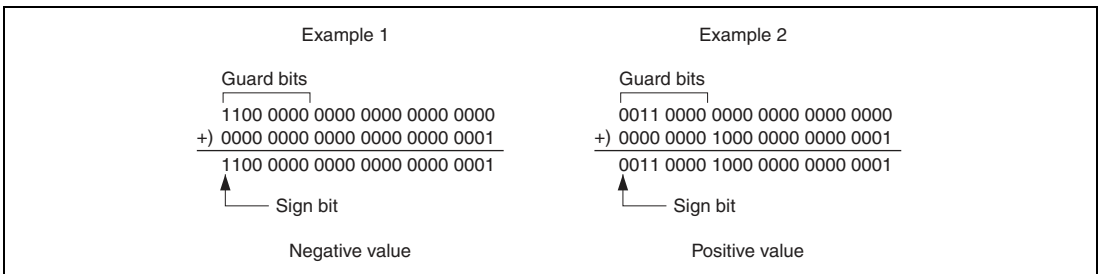 Example 1
Guard bits
1100 0000 0000 0000 0000 0000
+) 0000 0000 0000 0000 0000 0001
1100 0000 0000 0000 0000 0001
Sign bit
Negative value
Example 2
Guard bits
0011 0000 0000 0000 0000 0000
+) 0000 0000 1000 0000 0000 0001
0011 0000 1000 0000 0000 0001
Sign bit
Positive value